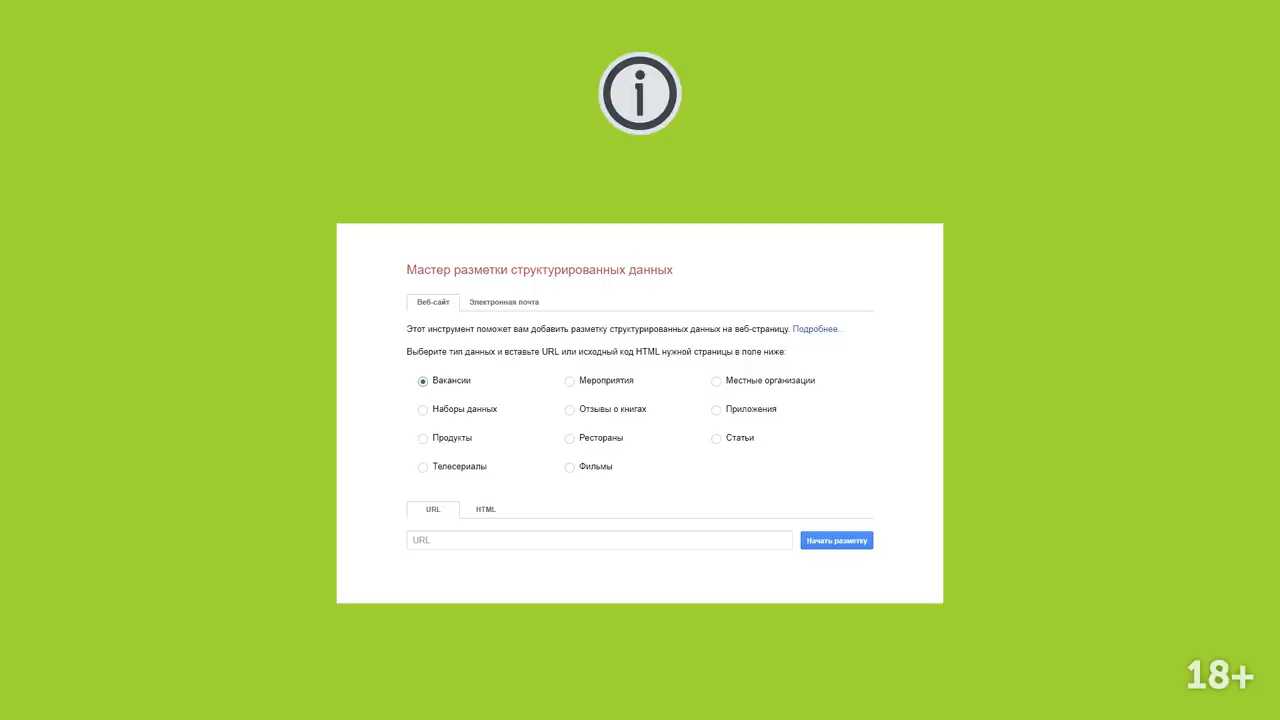 Мастер разметки структурированных данных
Веб-сайт Электронная почта
Этот инструмент поможет вам добавить разметку структурированных данных на веб-страницу. Подробнее...
Выберите тип данных и вставьте URL или исходный код HTML нужной страницы в поле ниже:
Вакансии Мероприятия Местные организации
Наборы данных Отзывы о книгах Приложения
Продукты Рестораны Статьи
Телесериалы Фильмы
URL HTML
URL Начать разметку
18+